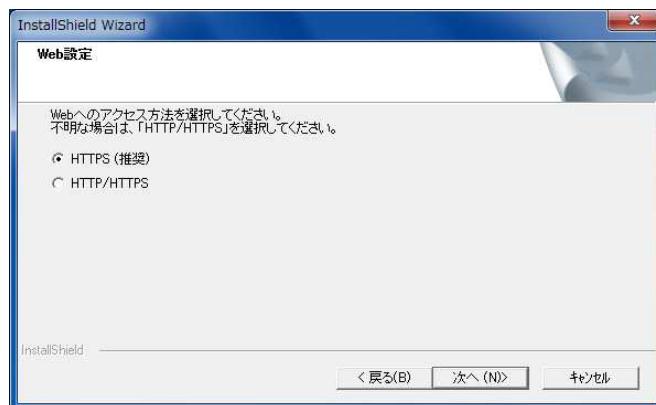 InstallShield Wizard
Web設定
Webへのアクセス方法を選択してください。
不明な場合は、「HTTP/HTTPS」を選択してください。
HTTPS (推奨)
HTTP/HTTPS
InstallShield
< 戻る(B)
次へ (N)>
キャンセル